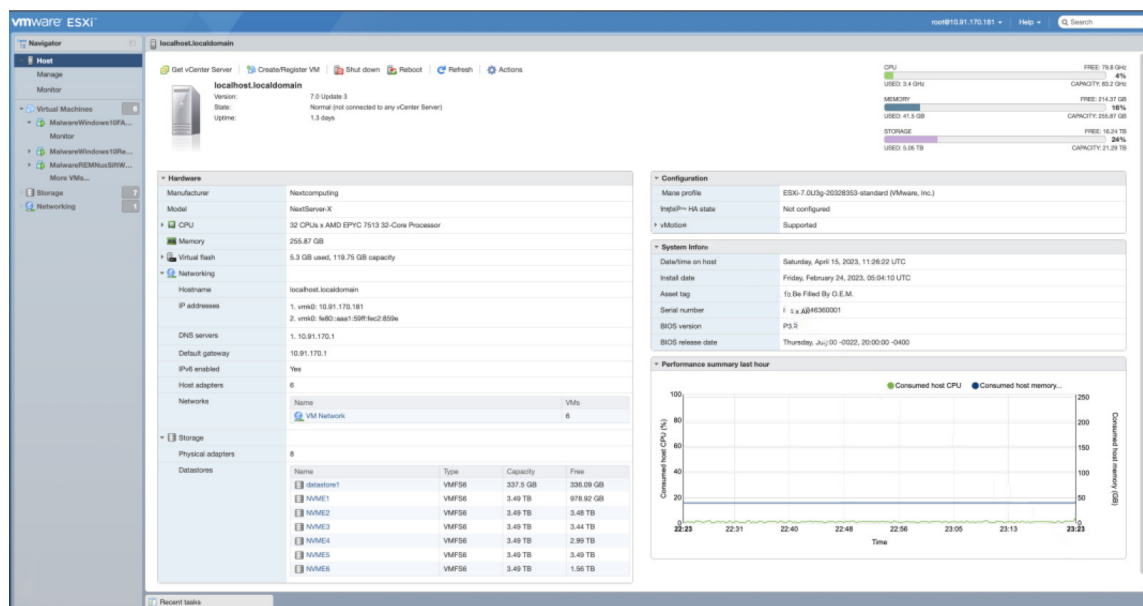 vmware ESXi
root@10.91.170.181
Help
Search
Navigator
Host
Manage
Monitor
Virtual Machines
6
MalwareWindows10FA...
Monitor
MalwareWindows10Re...
MalwareREMNusSiftW...
More VMs...
Storage
7
Networking
1
localhost.localdomain
Get vCenter Server
Create/Register VM
Shut down
Reboot
Refresh
Actions
localhost.localdomain
Version: 7.0 Update 3
State: Normal (not connected to any vCenter Server)
Uptime: 1.3 days
CPU FREE: 79.8 GHz
4%
USED: 3.4 GHz CAPACITY: 83.2 GHz
MEMORY FREE: 214.37 GB
16%
USED: 41.5 GB CAPACITY: 255.87 GB
STORAGE FREE: 16.24 TB
24%
USED: 5.05 TB CAPACITY: 21.29 TB
Hardware
Manufacturer Nextcomputing
Model NextServer-X
CPU 32 CPUs x AMD EPYC 7513 32-Core Processor
Memory 255.87 GB
Virtual flash 5.3 GB used, 119.75 GB capacity
Networking
Hostname localhost.localdomain
IP addresses 1. vmk0: 10.91.170.181
2. vmk0: fe80::aaa1:59ff:fec2:859e
DNS servers 1. 10.91.170.1
Default gateway 10.91.170.1
IPv6 enabled Yes
Host adapters 6
Networks Name VMs
VM Network 6
Storage
Physical adapters 8
Datastores Name Type Capacity Free
datastore1 VMFS6 337.5 GB 336.09 GB
NVME1 VMFS6 3.49 TB 978.92 GB
NVME2 VMFS6 3.49 TB 3.48 TB
NVME3 VMFS6 3.49 TB 3.44 TB
NVME4 VMFS6 3.49 TB 2.99 TB
NVME5 VMFS6 3.49 TB 3.49 TB
NVME6 VMFS6 3.49 TB 1.56 TB
Configuration
profile ESXi-7.0U3g-20328353-standard (VMware, Inc.)
HA state Not configured
vMotion Supported
System
Date/time on host Saturday, April 15, 2023, 11:26:22 UTC
Install date Friday, February 24, 2023, 05:04:10 UTC
Asset tag To Be Filled By O.E.M.
Serial number
BIOS version
BIOS release date Thursday, 20:00:00 -0400
Performance summary last hour
Consumed host CPU
Consumed host memory...
Consumed host CPU (%)
100
80
60
40
20
0
Consumed host memory (GB)
250
200
150
100
50
0
22:23 22:31 22:40 22:48 22:56 23:05 23:13 23:23
Time
Recent tasks